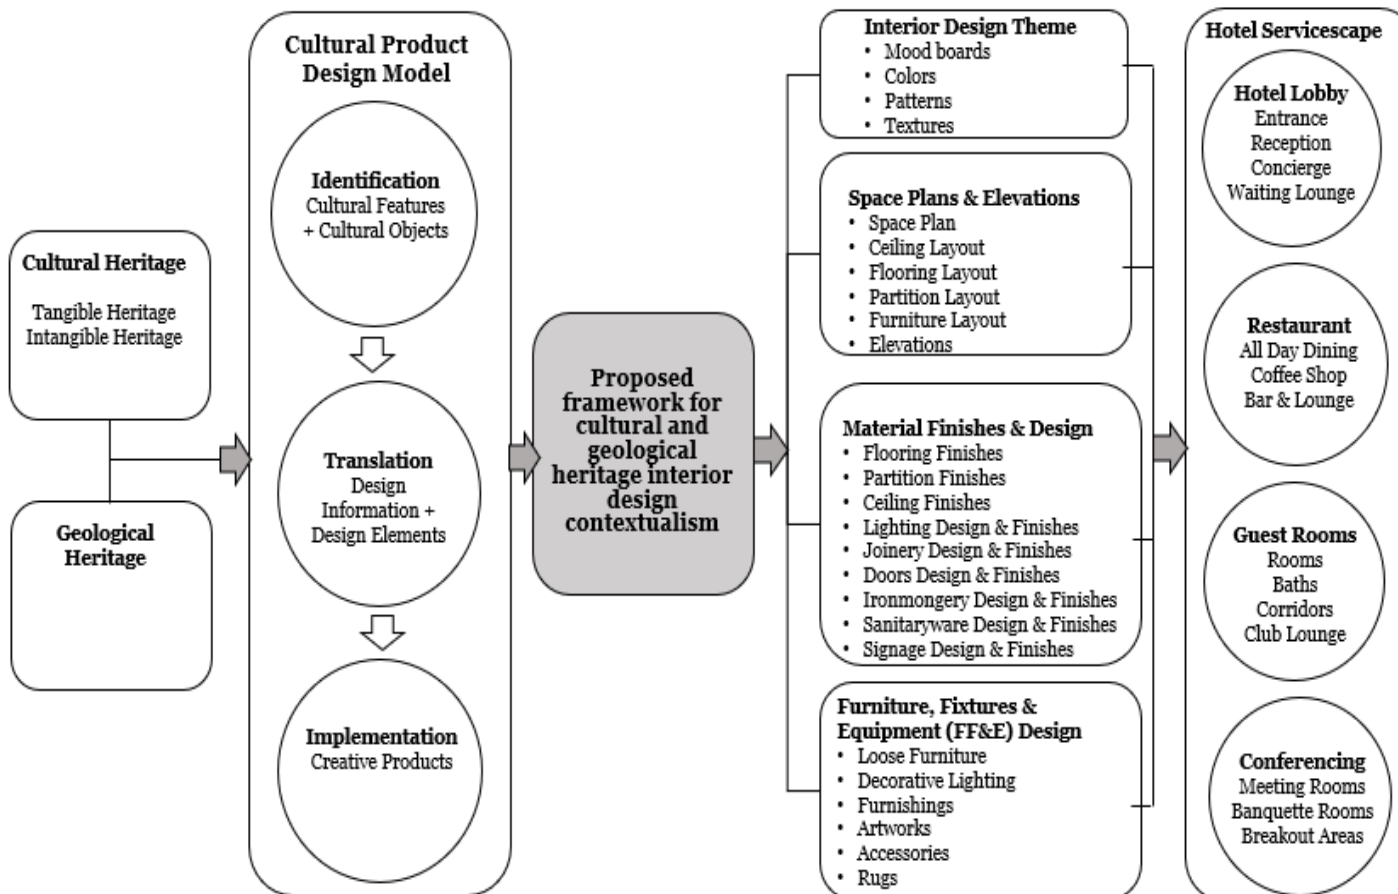 Cultural Heritage
Tangible Heritage
Intangible Heritage
Geological
Heritage
Cultural Product
Design Model
Identification
Cultural Features
+ Cultural Objects
Translation
Design
Information +
Design Elements
Implementation
Creative Products
Proposed
framework for
cultural and
geological
heritage interior
design
contextualism
Interior Design Theme
• Mood boards
• Colors
• Patterns
• Textures
Space Plans & Elevations
• Space Plan
• Ceiling Layout
• Flooring Layout
• Partition Layout
• Furniture Layout
• Elevations
Material Finishes & Design
• Flooring Finishes
• Partition Finishes
• Ceiling Finishes
• Lighting Design & Finishes
• Joinery Design & Finishes
• Doors Design & Finishes
• Ironmongery Design & Finishes
• Sanitaryware Design & Finishes
• Signage Design & Finishes
Furniture, Fixtures &
Equipment (FF&E) Design
• Loose Furniture
• Decorative Lighting
• Furnishings
• Artworks
• Accessories
• Rugs
Hotel Servicescape
Hotel Lobby
Entrance
Reception
Concierge
Waiting Lounge
Restaurant
All Day Dining
Coffee Shop
Bar & Lounge
Guest Rooms
Rooms
Baths
Corridors
Club Lounge
Conferencing
Meeting Rooms
Banquette Rooms
Breakout Areas